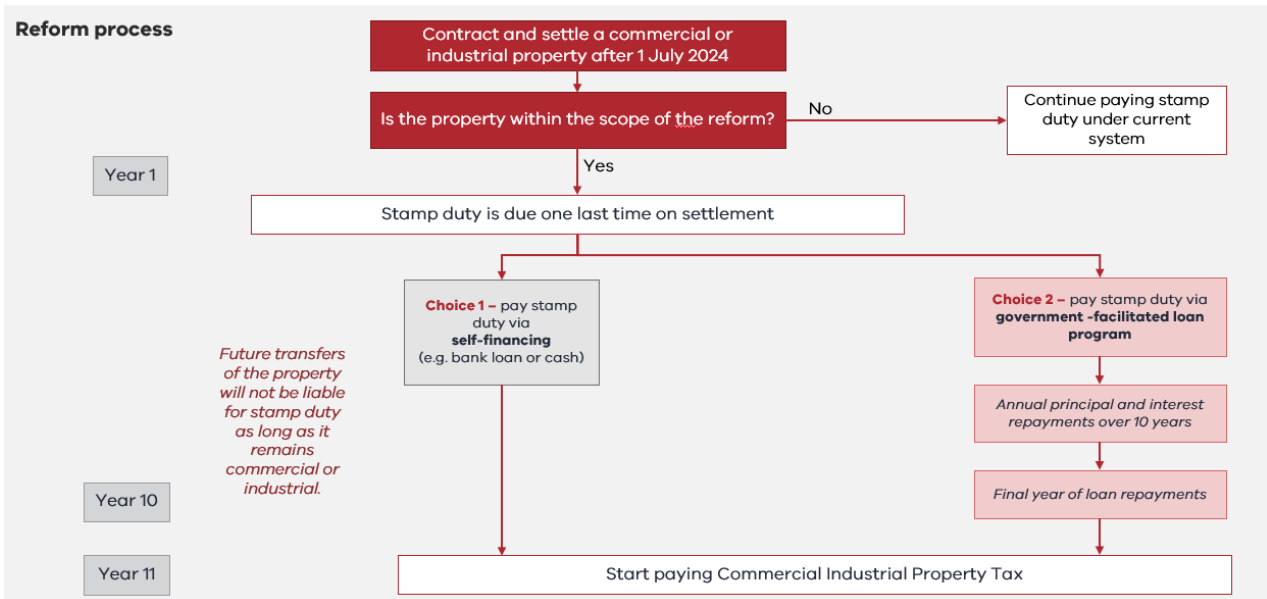 Reform process
Contract and settle a commercial or
industrial property after 1 July 2024
Is the property within the scope of the reform?
No
Continue paying stamp
duty under current
system
Yes
Year 1
Stamp duty is due one last time on settlement
Choice 1 – pay stamp
duty via
self-financing
(e.g. bank loan or cash)
Choice 2 – pay stamp duty via
government -facilitated loan
program
Future transfers
of the property
will not be liable
for stamp duty
as long as it
remains
commercial or
industrial.
Annual principal and interest
repayments over 10 years
Year 10
Final year of loan repayments
Year 11
Start paying Commercial Industrial Property Tax